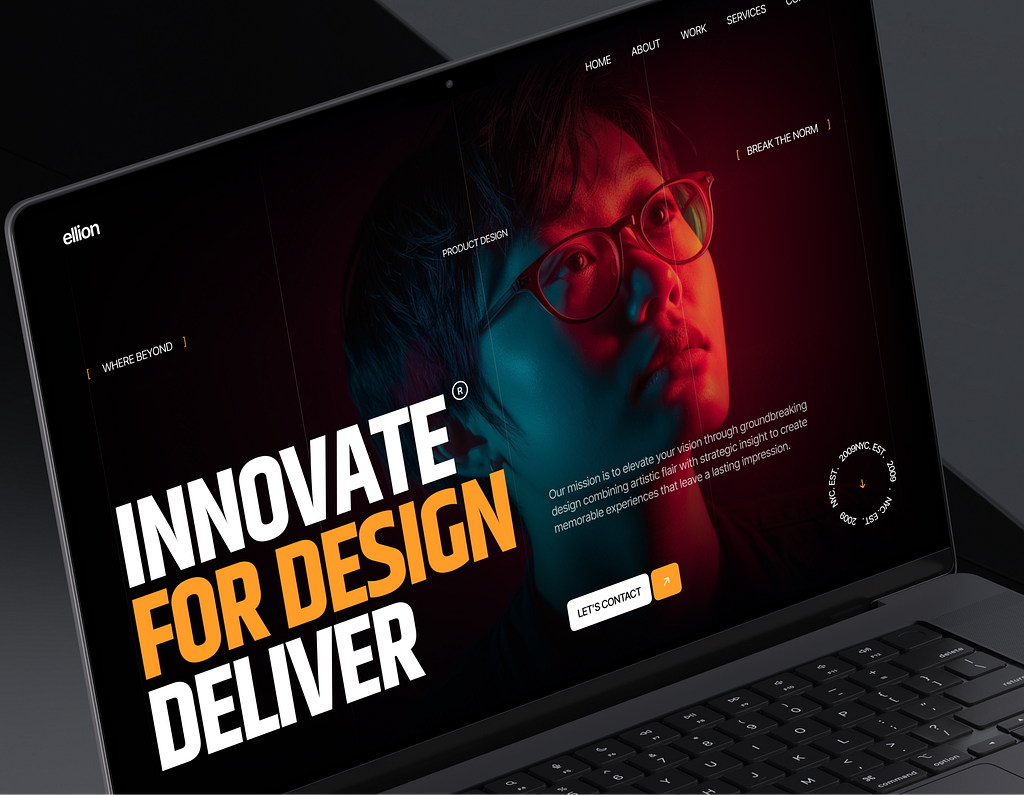 HOME
ABOUT
WORK
SERVICES
[ BREAK THE NORM ]
ellion
PRODUCT DESIGN
[ WHERE BEYOND ]
INNOVATE ®
FOR DESIGN
DELIVER
Our mission is to elevate your vision through groundbreaking
design combining artistic flair with strategic insight to create
memorable experiences that leave a lasting impression.
NYC. EST. 2009 NYC. EST. 2009 NYC. EST. 2009
LET'S CONTACT
delete
return
command
option